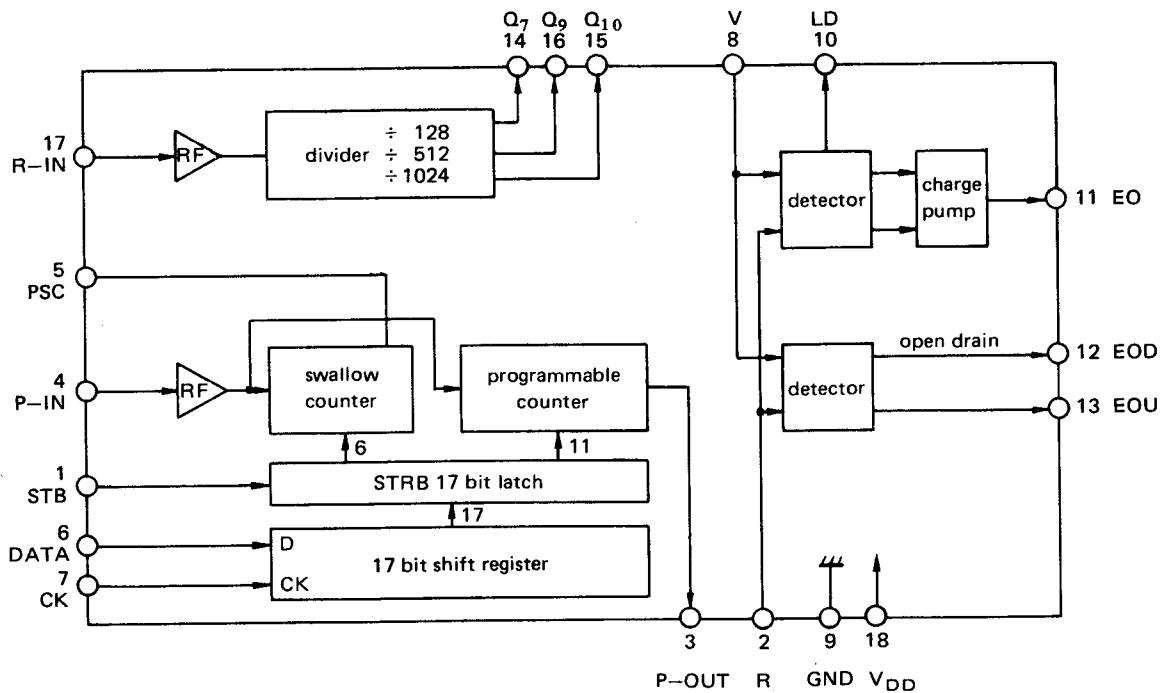 Q7 Q9 Q10 V LD
14 16 15 8 10
17
R-IN
RF
divider
÷ 128
÷ 512
÷ 1024
detector
charge pump
11 EO
5
PSC
4
P-IN
RF
swallow counter
programmable counter
open drain
detector
12 EOD
13 EOU
6
11
1
STB
STRB 17 bit latch
17
6
DATA
7
CK
D
17 bit shift register
CK
3 2 9 18
P-OUT R GND VDD